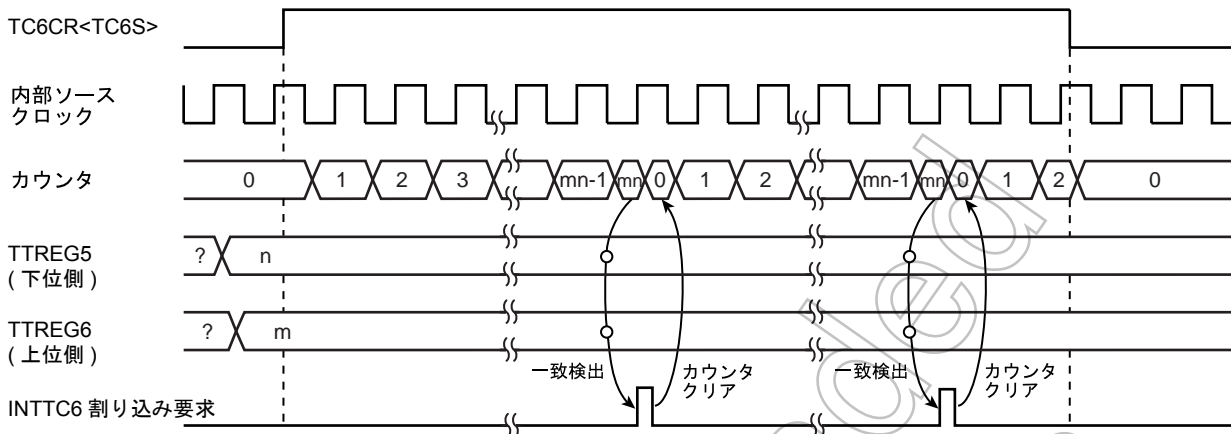 TC6CR<TC6S>
内部ソース
クロック
カウンタ
0 1 2 3 mn-1 mn 0 1 2 mn-1 mn 0 1 2 0
TTREG5
( 下位側 )
? n
TTREG6
( 上位側 )
? m
一致検出
カウンタ
クリア
一致検出
カウンタ
クリア
INTTC6 割り込み要求